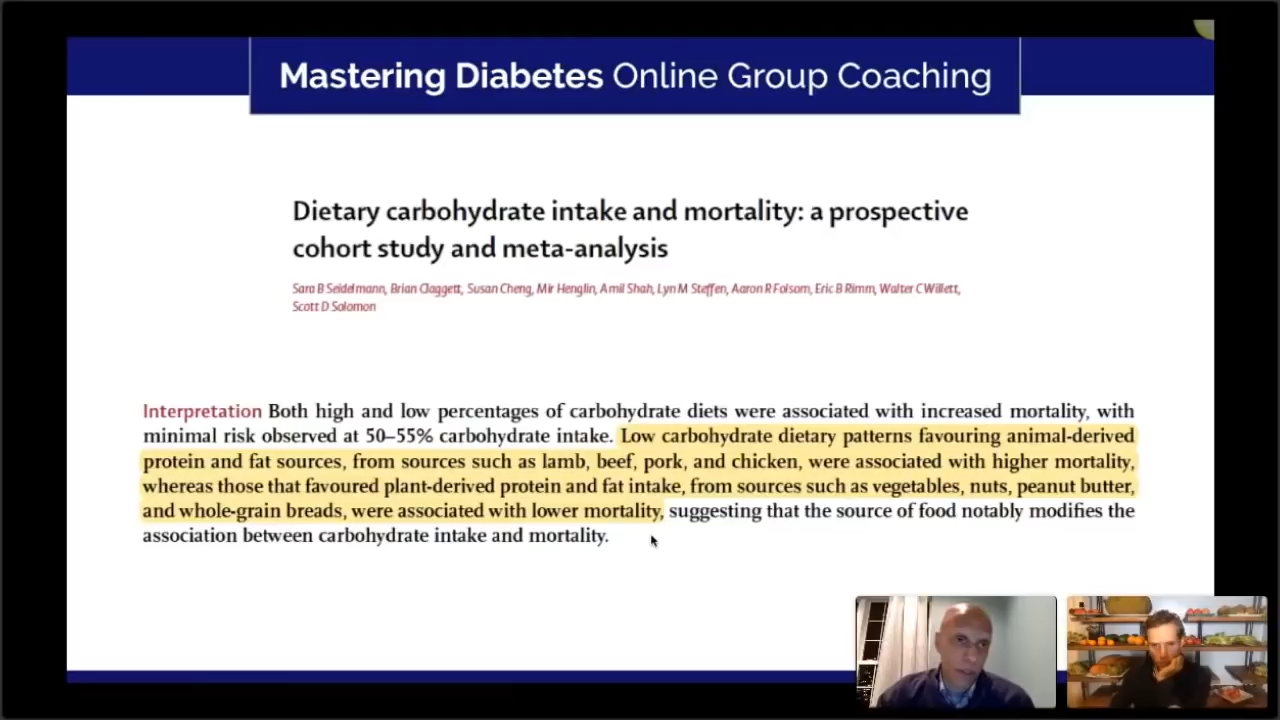 Mastering Diabetes Online Group Coaching
Dietary carbohydrate intake and mortality: a prospective
cohort study and meta-analysis
Sara B Seidelmann, Brian Claggett, Susan Cheng, Mir Henglin, Amil Shah, Lyn M Steffen, Aaron R Folsom, Eric B Rimm, Walter C Willett,
Scott D Solomon
Interpretation Both high and low percentages of carbohydrate diets were associated with increased mortality, with
minimal risk observed at 50–55% carbohydrate intake. Low carbohydrate dietary patterns favouring animal-derived
protein and fat sources, from sources such as lamb, beef, pork, and chicken, were associated with higher mortality,
whereas those that favoured plant-derived protein and fat intake, from sources such as vegetables, nuts, peanut butter,
and whole-grain breads, were associated with lower mortality, suggesting that the source of food notably modifies the
association between carbohydrate intake and mortality.